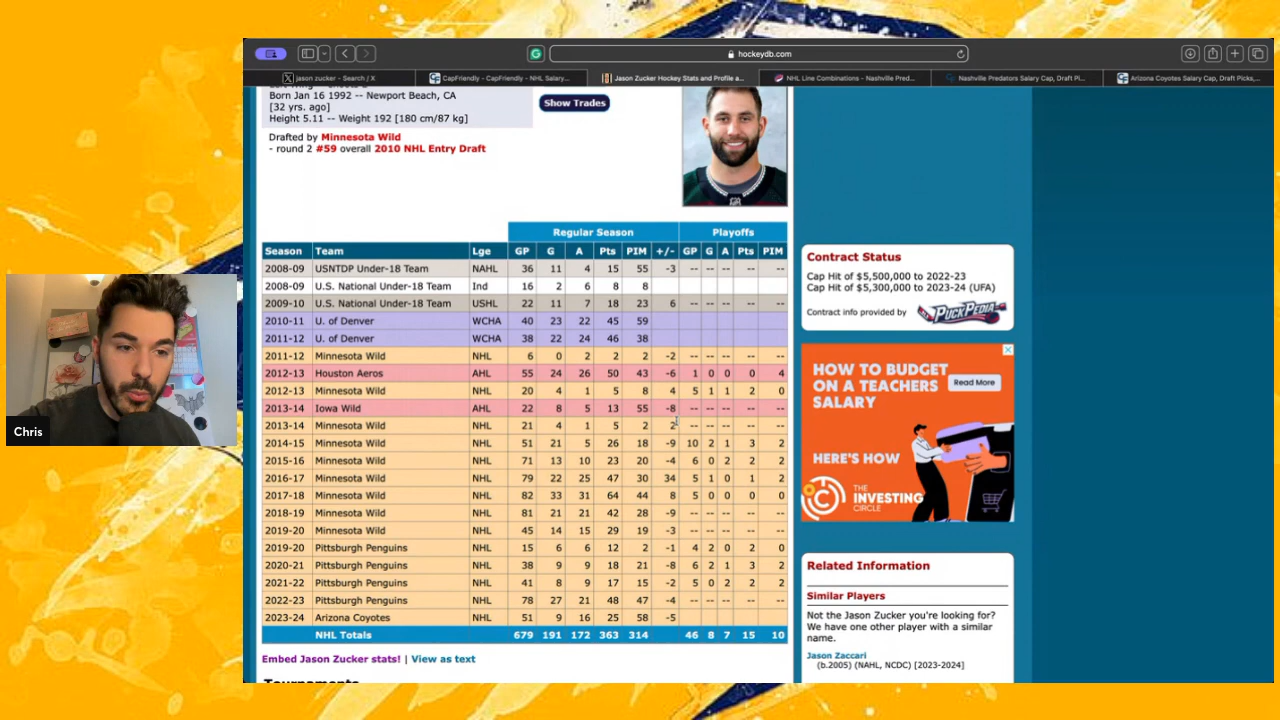 hockeydb.com
jason zucker - Search / X
CapFriendly - CapFriendly - NHL Salary...
Jason Zucker Hockey Stats and Profile a...
NHL Line Combinations - Nashville Pred...
Nashville Predators Salary Cap, Draft Pi...
Arizona Coyotes Salary Cap, Draft Picks,...
Born Jan 16 1992 -- Newport Beach, CA
[32 yrs. ago]
Height 5.11 -- Weight 192 [180 cm/87 kg]
Show Trades
Drafted by Minnesota Wild
- round 2 #59 overall 2010 NHL Entry Draft
Regular Season Playoffs
Season Team Lge GP G A Pts PIM +/- GP G A Pts PIM
2008-09 USNTDP Under-18 Team NAHL 36 11 4 15 55 -3 -- -- -- -- --
2008-09 U.S. National Under-18 Team Ind 16 2 6 8 8
2009-10 U.S. National Under-18 Team USHL 22 11 7 18 23 6 -- -- -- -- --
2010-11 U. of Denver WCHA 40 23 22 45 59
2011-12 U. of Denver WCHA 38 22 24 46 38
2011-12 Minnesota Wild NHL 6 0 2 2 2 -2 -- -- -- -- --
2012-13 Houston Aeros AHL 55 24 26 50 43 -6 1 0 0 0 4
2012-13 Minnesota Wild NHL 20 4 1 5 8 4 5 1 1 2 0
2013-14 Iowa Wild AHL 22 8 5 13 55 -8 -- -- -- -- --
2013-14 Minnesota Wild NHL 21 4 1 5 2 2 -- -- -- -- --
2014-15 Minnesota Wild NHL 51 21 5 26 18 -9 10 2 1 3 2
2015-16 Minnesota Wild NHL 71 13 10 23 20 -4 6 0 2 2 2
2016-17 Minnesota Wild NHL 79 22 25 47 30 34 5 1 0 1 2
2017-18 Minnesota Wild NHL 82 33 31 64 44 8 5 0 0 0 0
2018-19 Minnesota Wild NHL 81 21 21 42 28 -9 -- -- -- -- --
2019-20 Minnesota Wild NHL 45 14 15 29 19 -3 -- -- -- -- --
2019-20 Pittsburgh Penguins NHL 15 6 6 12 2 -1 4 2 0 2 0
2020-21 Pittsburgh Penguins NHL 38 9 9 18 21 -8 6 2 1 3 2
2021-22 Pittsburgh Penguins NHL 41 8 9 17 15 -2 5 0 2 2 2
2022-23 Pittsburgh Penguins NHL 78 27 21 48 47 -4 -- -- -- -- --
2023-24 Arizona Coyotes NHL 51 9 16 25 58 -5
NHL Totals 679 191 172 363 314 46 8 7 15 10
Embed Jason Zucker stats! | View as text
Contract Status
Cap Hit of $5,500,000 to 2022-23
Cap Hit of $5,300,000 to 2023-24 (UFA)
Contract info provided by PUCKPEDIA
HOW TO BUDGET
ON A TEACHERS
SALARY
Read More
HERE'S HOW
THE
INVESTING
CIRCLE
Related Information
Similar Players
Not the Jason Zucker you're looking for?
We have one other player with a similar
name.
Jason Zaccari
(b.2005) (NAHL, NCDC) [2023-2024]
Chris